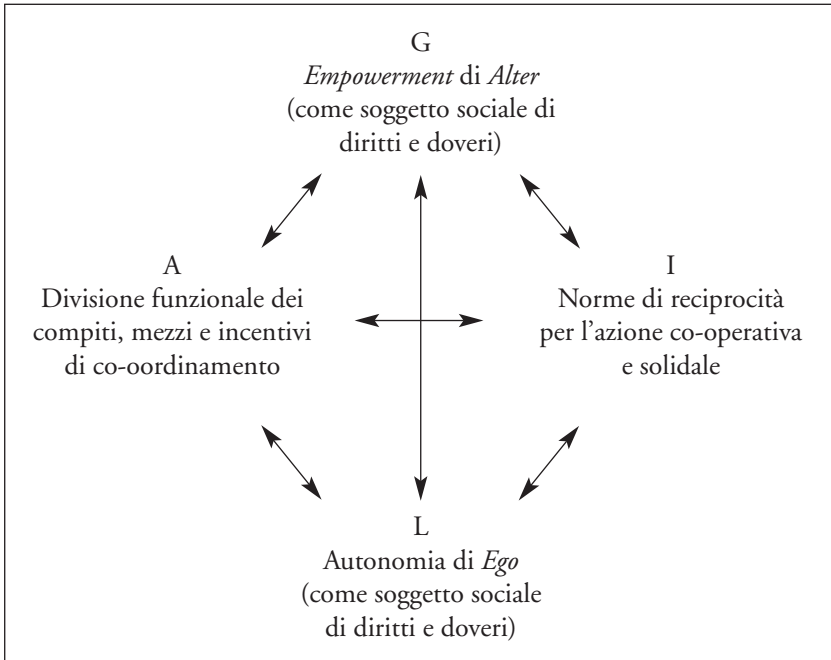 G
Empowerment di Alter
(come soggetto sociale di
diritti e doveri)
A
Divisione funzionale dei
compiti, mezzi e incentivi
di co-oordinamento
I
Norme di reciprocità
per l'azione co-operativa
e solidale
L
Autonomia di Ego
(come soggetto sociale
di diritti e doveri)